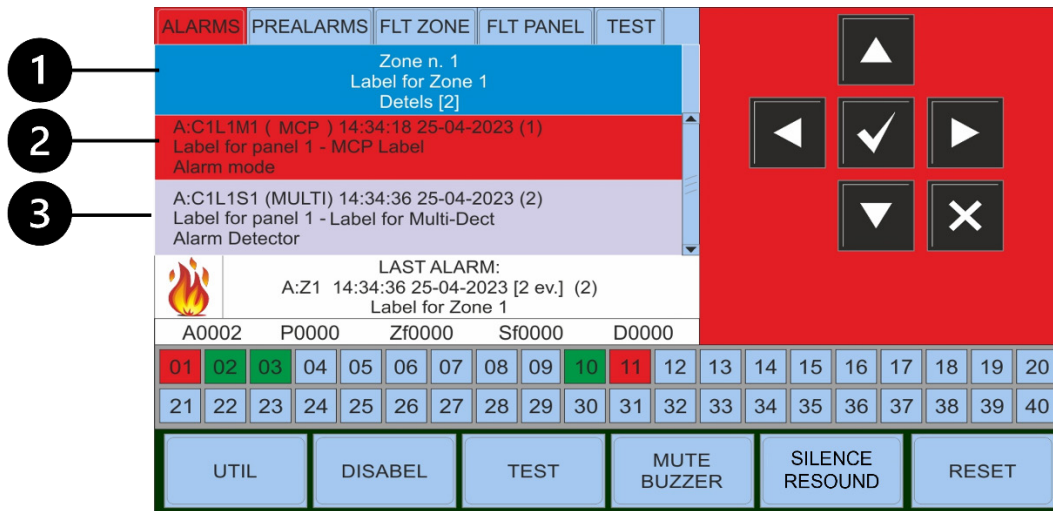 ALARMS PREALARMS FLT ZONE FLT PANEL TEST
1
Zone n. 1
Label for Zone 1
Detels [2]
2
A:C1L1M1 ( MCP ) 14:34:18 25-04-2023 (1)
Label for panel 1 - MCP Label
Alarm mode
3
A:C1L1S1 (MULTI) 14:34:36 25-04-2023 (2)
Label for panel 1 - Label for Multi-Dect
Alarm Detector
LAST ALARM:
A:Z1 14:34:36 25-04-2023 [2 ev.] (2)
Label for Zone 1
A0002 P0000 Zf0000 Sf0000 D0000
01 02 03 04 05 06 07 08 09 10 11 12 13 14 15 16 17 18 19 20
21 22 23 24 25 26 27 28 29 30 31 32 33 34 35 36 37 38 39 40
UTIL
DISABEL
TEST
MUTE
BUZZER
SILENCE
RESOUND
RESET